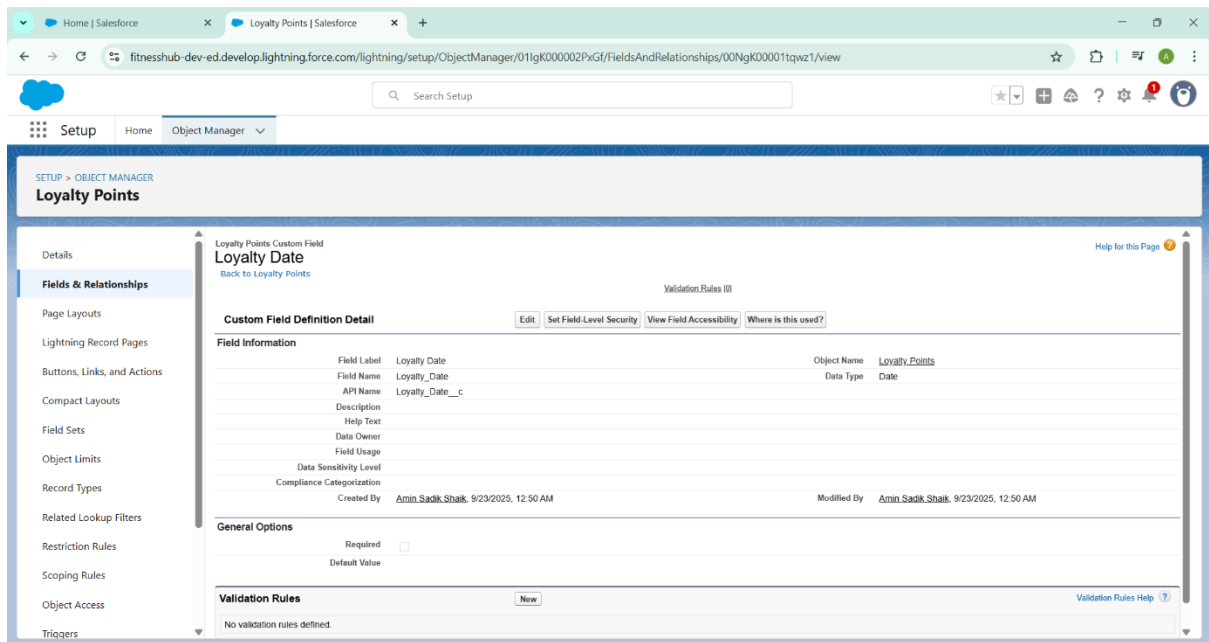 Home | Salesforce
Loyalty Points | Salesforce
fitnesshub-dev-ed.develop.lightning.force.com/lightning/setup/ObjectManager/01IgK000002PxGf/FieldsAndRelationships/00NgK00001tqwz1/view
A
Search Setup
1
Setup Home Object Manager
SETUP > OBJECT MANAGER
Loyalty Points
Details
Fields & Relationships
Page Layouts
Lightning Record Pages
Buttons, Links, and Actions
Compact Layouts
Field Sets
Object Limits
Record Types
Related Lookup Filters
Restriction Rules
Scoping Rules
Object Access
Triggers
Loyalty Points Custom Field
Loyalty Date
Back to Loyalty Points
Help for this Page ?
Validation Rules [0]
Custom Field Definition Detail Edit Set Field-Level Security View Field Accessibility Where is this used?
Field Information
Field Label Loyalty Date Object Name Loyalty Points
Field Name Loyalty_Date Data Type Date
API Name Loyalty_Date__c
Description
Help Text
Data Owner
Field Usage
Data Sensitivity Level
Compliance Categorization
Created By Amin Sadik Shaik, 9/23/2025, 12:50 AM Modified By Amin Sadik Shaik, 9/23/2025, 12:50 AM
General Options
Required
Default Value
Validation Rules New Validation Rules Help ?
No validation rules defined.